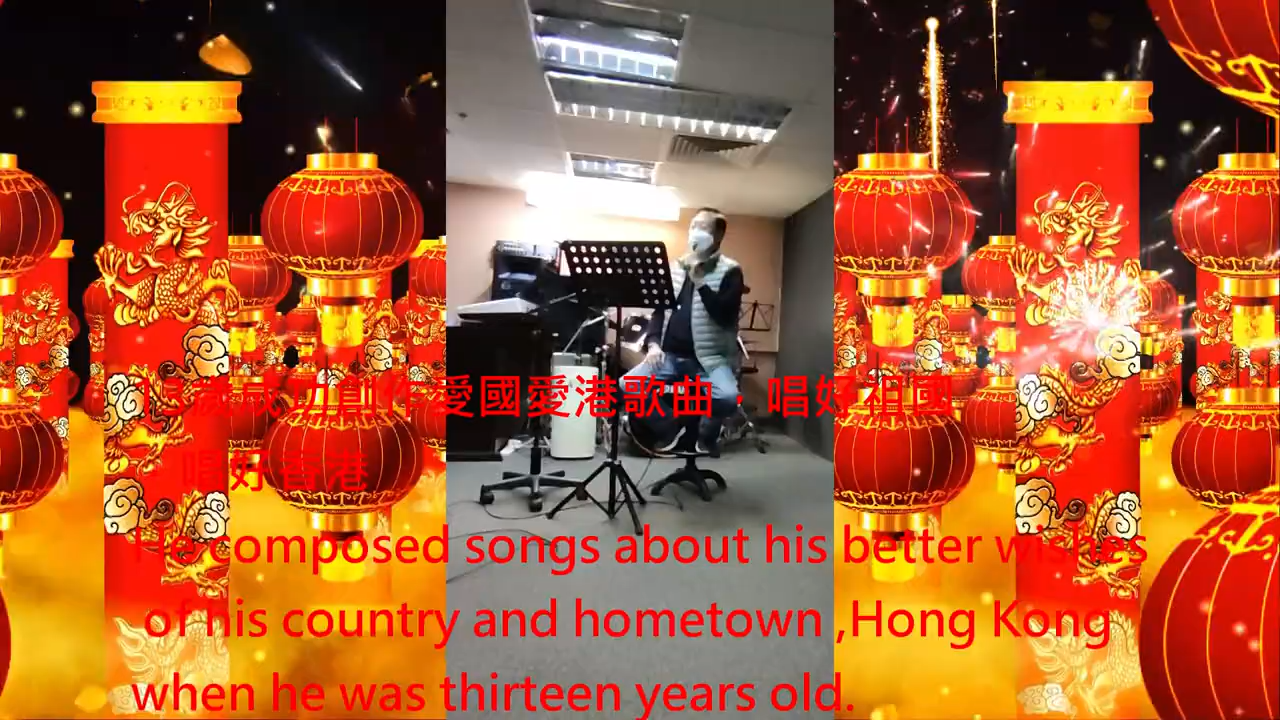 13歲成功創作愛國愛港歌曲，唱好祖國
，唱好香港
He composed songs about his better wishes
of his country and hometown ,Hong Kong
when he was thirteen years old.